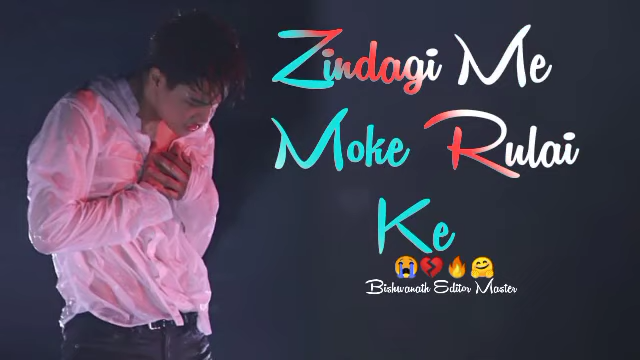 Zindagi Me
Moke Rulai
Ke
😭💔🔥🤗
Bishwanath Editor Master